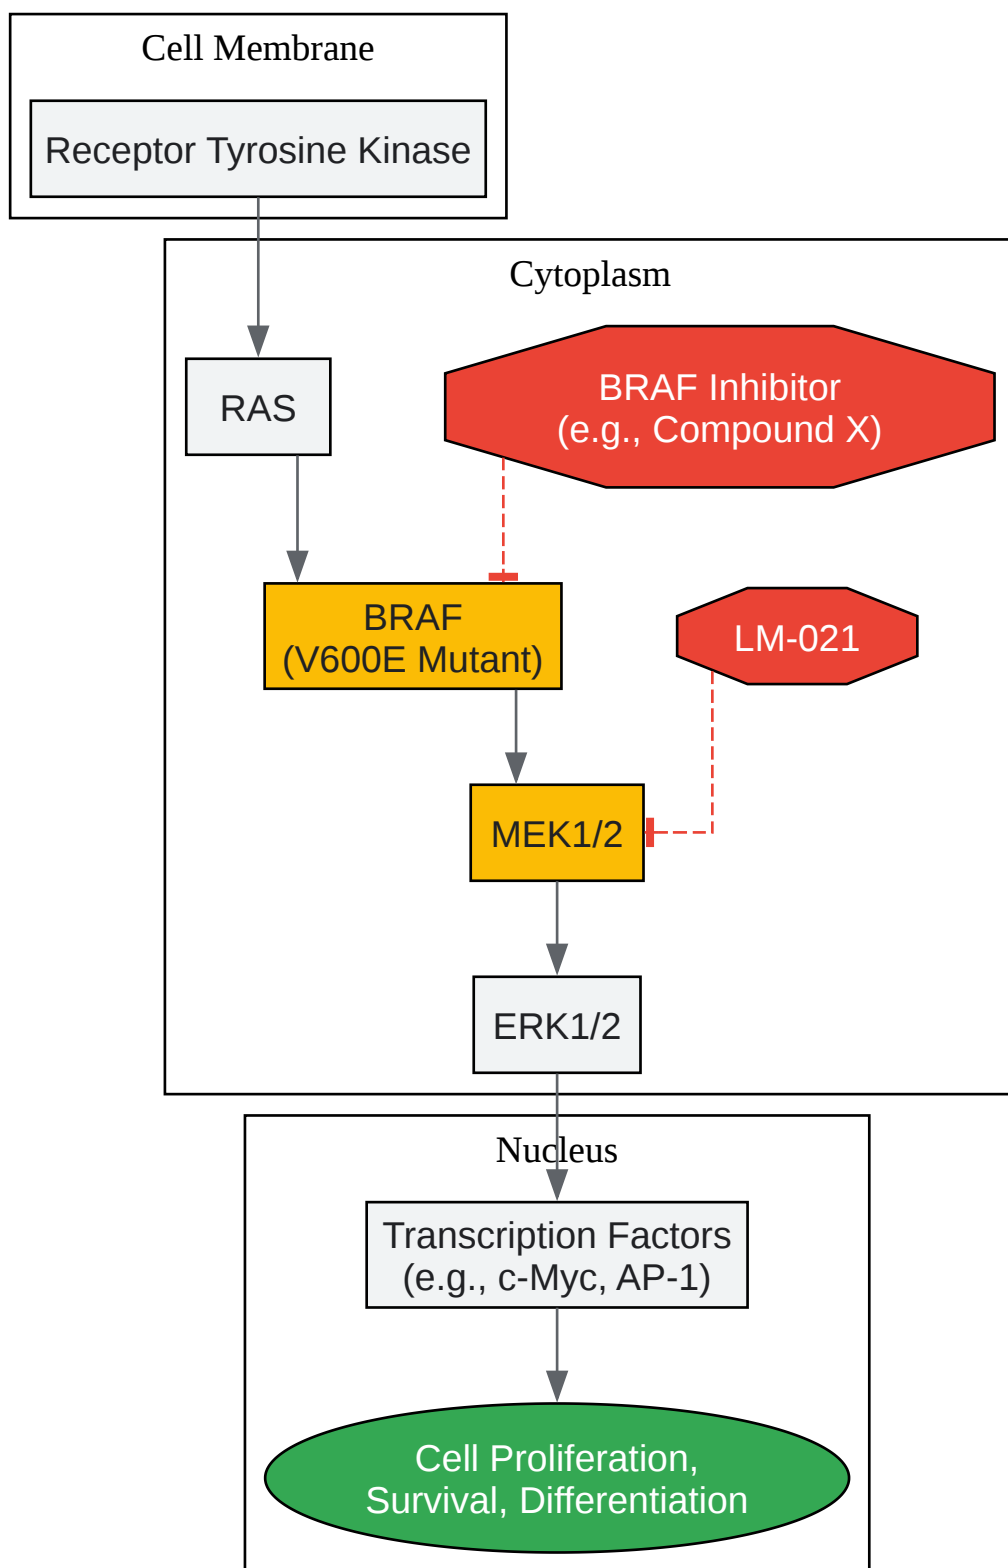 Cell Membrane
Receptor Tyrosine Kinase
Cytoplasm
RAS
BRAF Inhibitor
(e.g., Compound X)
BRAF
(V600E Mutant)
LM-021
MEK1/2
ERK1/2
Nucleus
Transcription Factors
(e.g., c-Myc, AP-1)
Cell Proliferation,
Survival, Differentiation